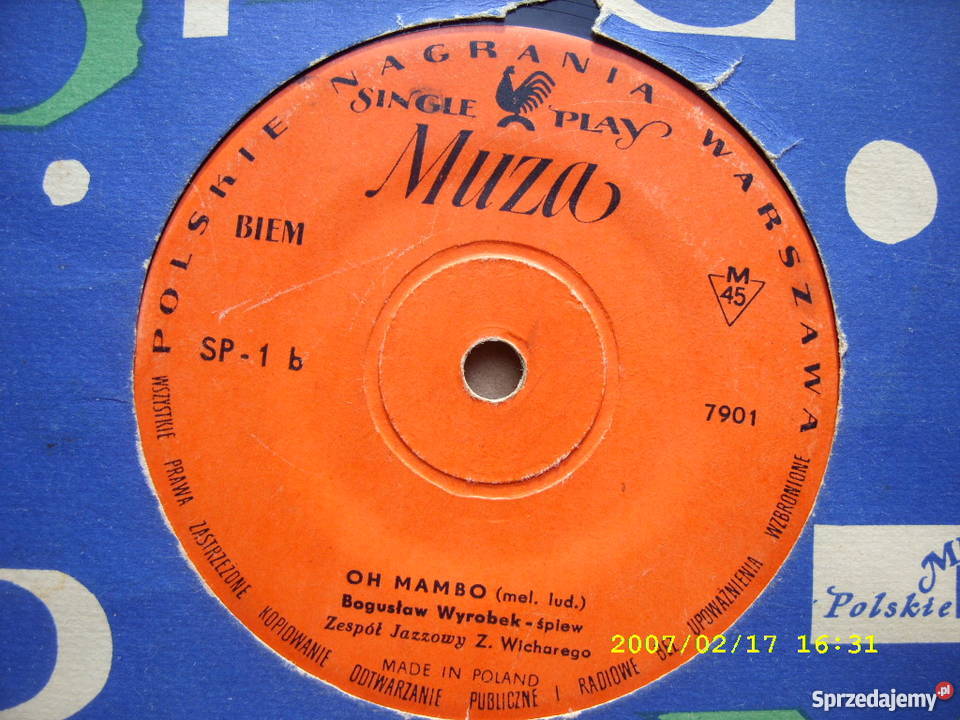 POLSKIE NAGRANIA WARSZAWA
SINGLE PLAY
Muza
BIEM
M
45
SP-1 b
7901
OH MAMBO (mel. lud.)
Bogusław Wyrobek-śpiew
Zespół Jazzowy Z. Wicharego
MADE IN POLAND
WSZYSTKIE PRAWA ZASTRZEŻONE KOPIOWANIE ODTWARZANIE PUBLICZNE I RADIOWE BEZ UPOWAŻNIENIA WZBRONIONE
Polskie
2007/02/17 16:31
Sprzedajemy.pl